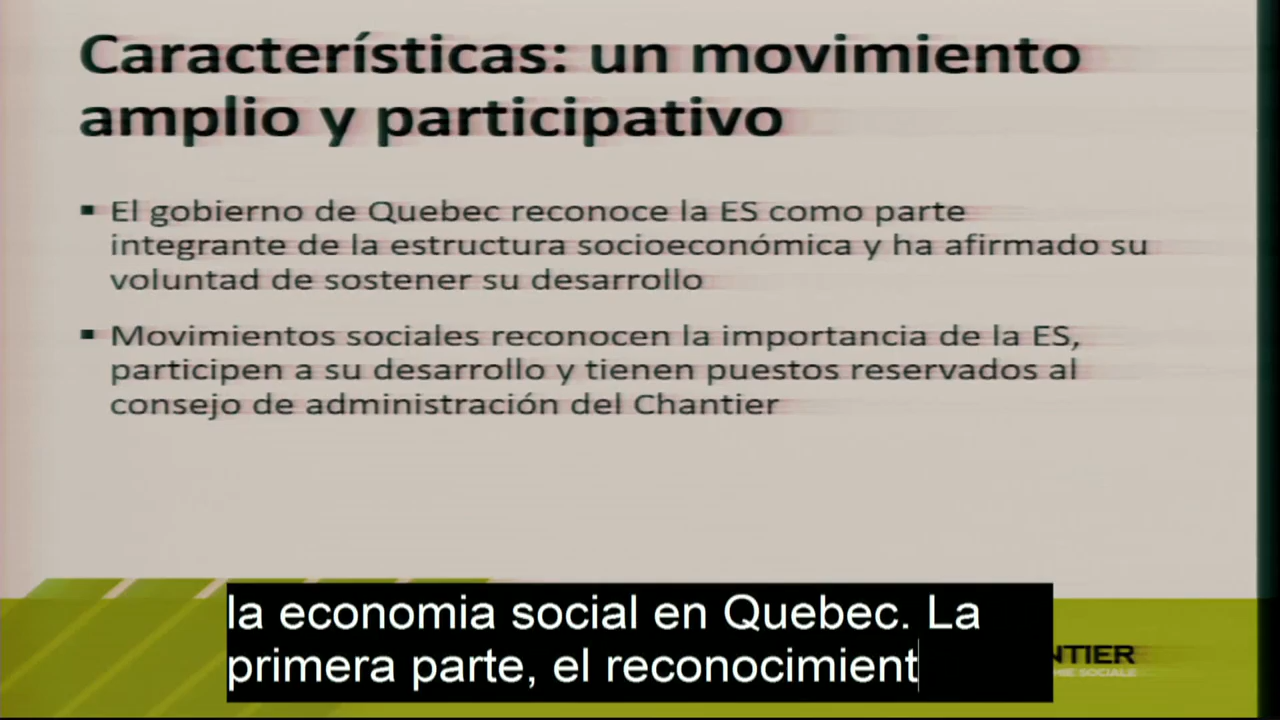 Características: un movimiento
amplio y participativo
▪ El gobierno de Quebec reconoce la ES como parte
integrante de la estructura socioeconómica y ha afirmado su
voluntad de sostener su desarrollo
▪ Movimientos sociales reconocen la importancia de la ES,
participen a su desarrollo y tienen puestos reservados al
consejo de administración del Chantier
la economia social en Quebec. La
primera parte, el reconocimient
NTIER
MIE SOCIALE